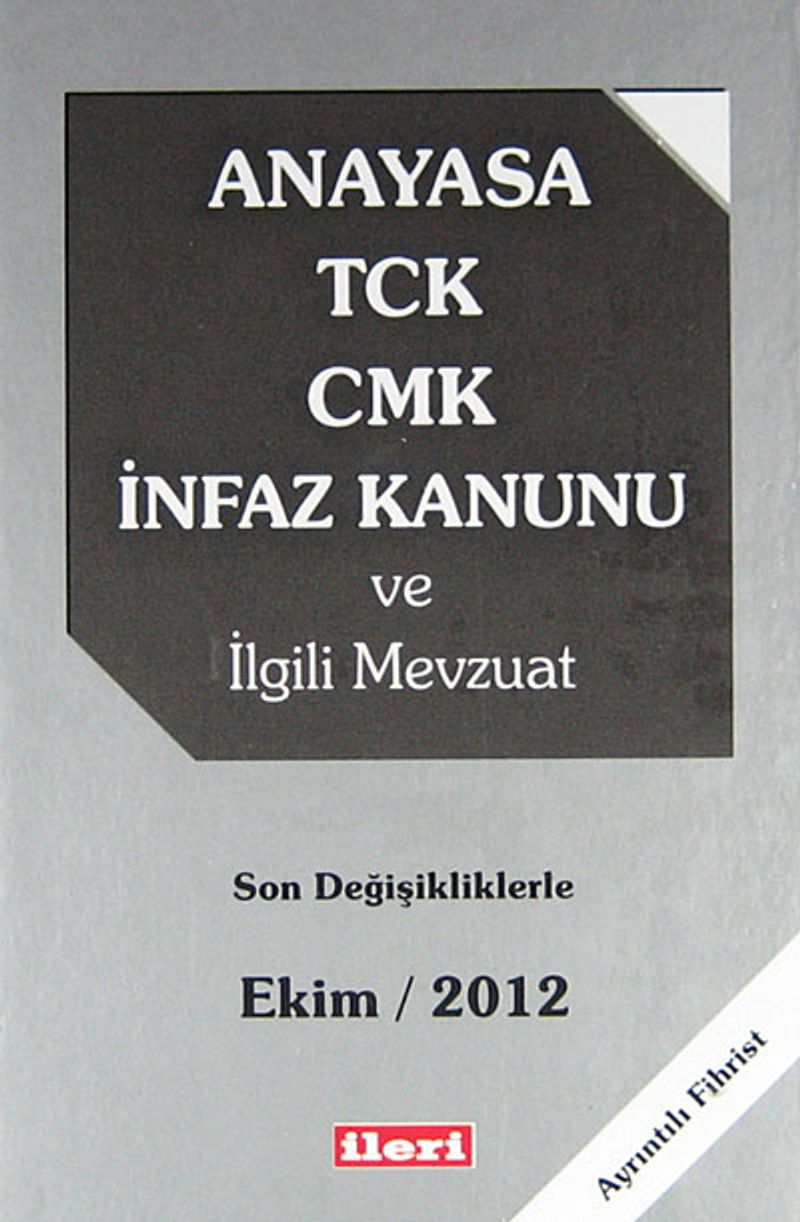 ANAYASA
TCK
CMK
İNFAZ KANUNU
ve
İlgili Mevzuat
Son Değişikliklerle
Ekim / 2012
ileri
Ayrıntılı Fihrist